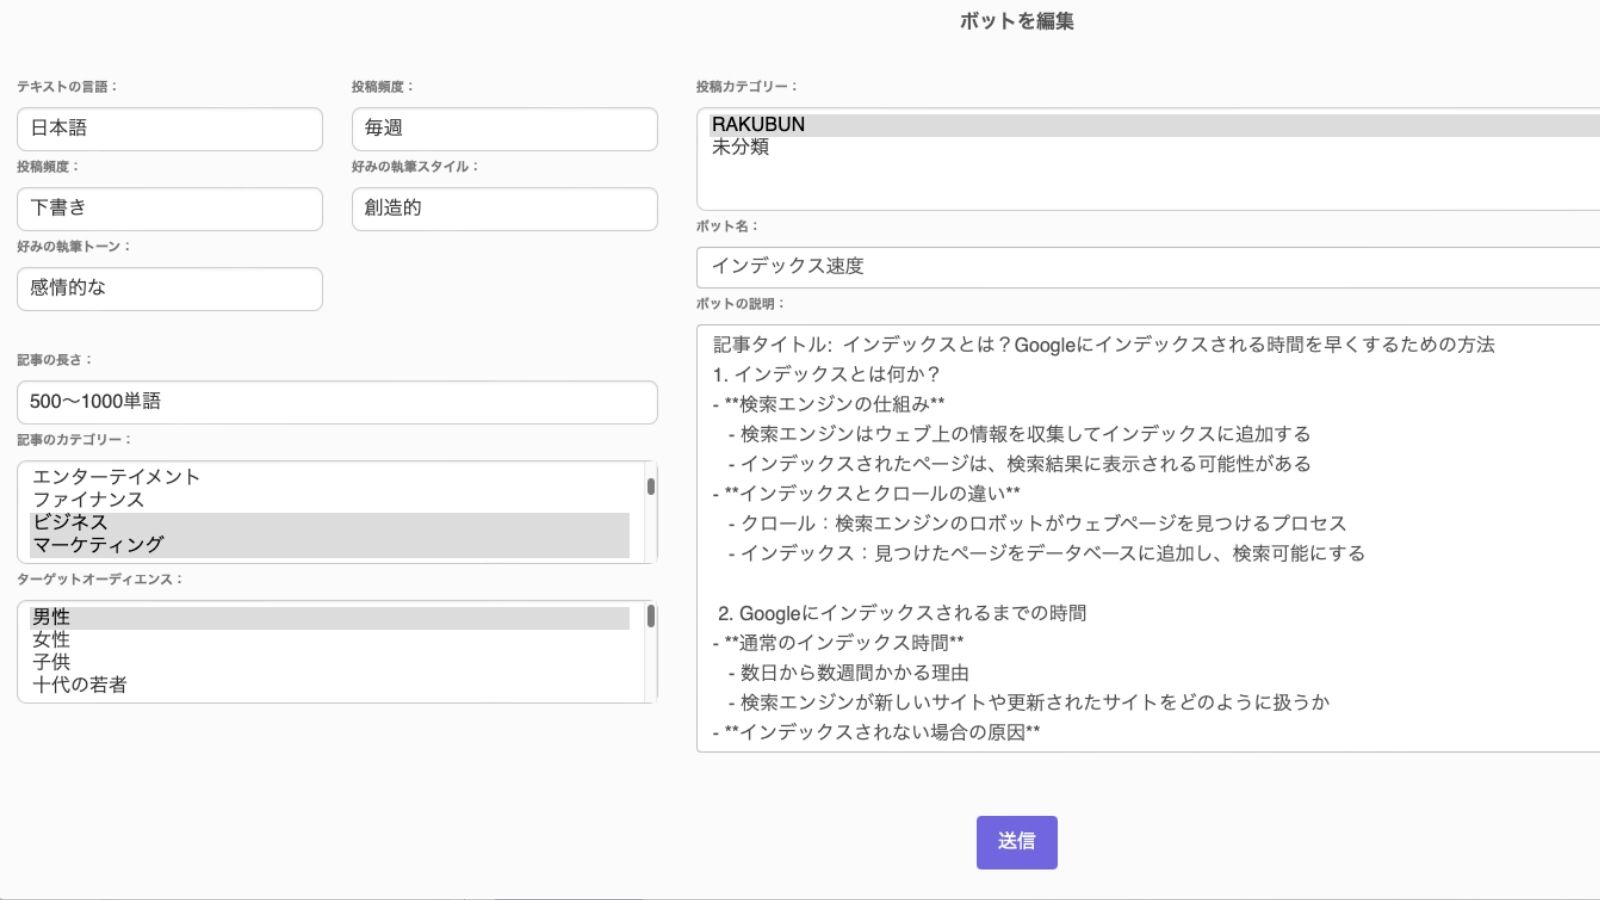 ボットを編集
テキストの言語：
日本語
投稿頻度：
毎週
投稿頻度：
下書き
好みの執筆スタイル：
創造的
好みの執筆トーン：
感情的な
記事の長さ：
500〜1000単語
記事のカテゴリー：
エンターテイメント
ファイナンス
ビジネス
マーケティング
ターゲットオーディエンス：
男性
女性
子供
十代の若者
投稿カテゴリー：
RAKUBUN
未分類
ボット名：
インデックス速度
ボットの説明：
記事タイトル: インデックスとは？Googleにインデックスされる時間を早くするための方法
1. インデックスとは何か？
- **検索エンジンの仕組み**
- 検索エンジンはウェブ上の情報を収集してインデックスに追加する
- インデックスされたページは、検索結果に表示される可能性がある
- **インデックスとクロールの違い**
- クロール：検索エンジンのロボットがウェブページを見つけるプロセス
- インデックス：見つけたページをデータベースに追加し、検索可能にする
2. Googleにインデックスされるまでの時間
- **通常のインデックス時間**
- 数日から数週間かかる理由
- 検索エンジンが新しいサイトや更新されたサイトをどのように扱うか
- **インデックスされない場合の原因**
送信